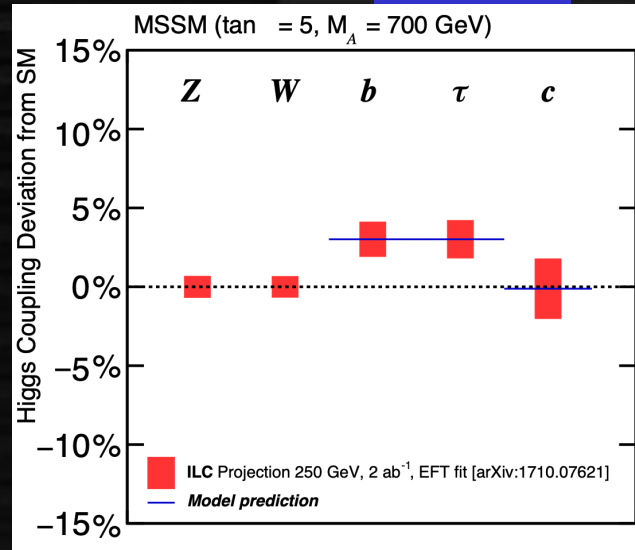 MSSM (tan = 5, M_A = 700 GeV)
Higgs Coupling Deviation from SM
15%
10%
5%
0%
−5%
−10%
−15%
Z W b τ c
ILC Projection 250 GeV, 2 ab⁻¹, EFT fit [arXiv:1710.07621]
Model prediction